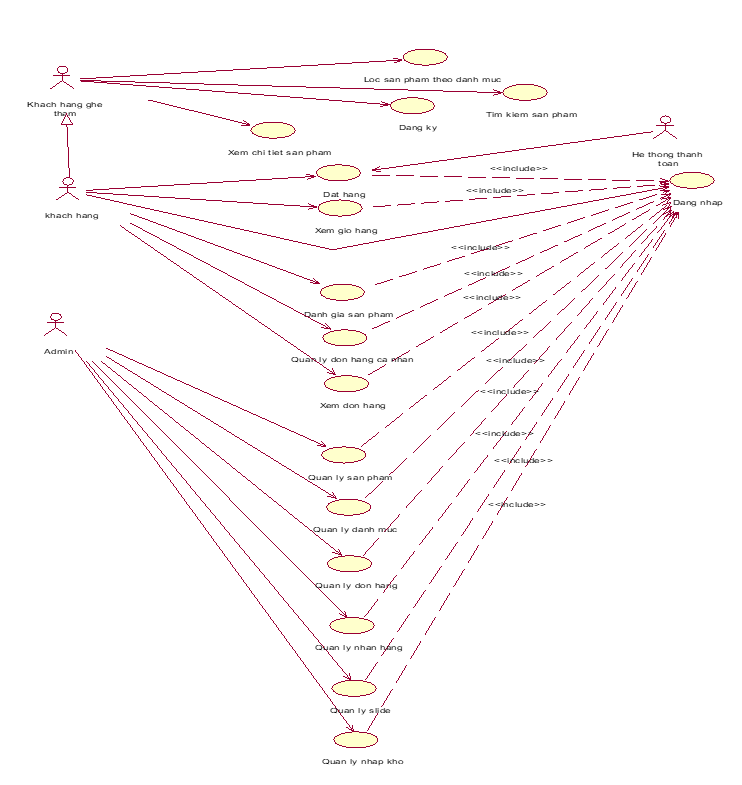 Loc san pham theo danh muc
Khach hang ghe
tham
Tim kiem san pham
Dang ky
Xem chi tiet san pham
He thong thanh
toan
<<include>>
Dat hang
<<include>>
Dang nhap
khach hang
Xem gio hang
<<include>>
<<include>>
<<include>>
Danh gia san pham
<<include>>
Admin
Quan ly don hang ca nhan
<<include>>
<<include>>
Xem don hang
<<include>>
<<include>>
Quan ly san pham
<<include>>
Quan ly danh muc
Quan ly don hang
Quan ly nhan hang
Quan ly slide
Quan ly nhap kho